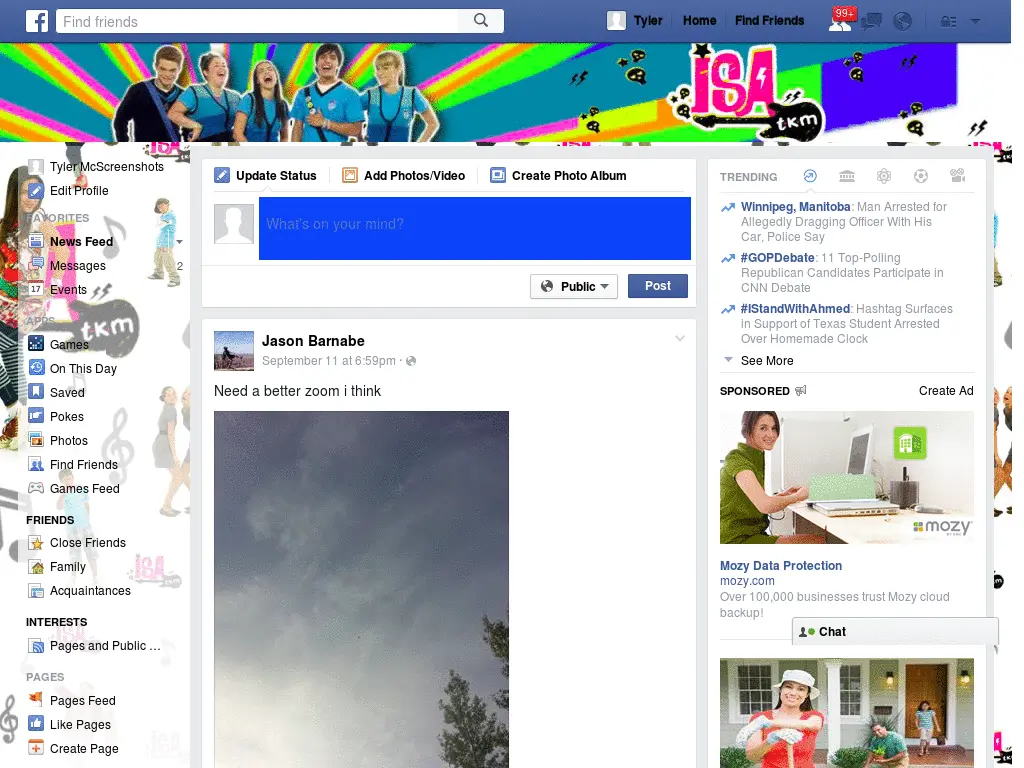 Find friends
Tyler
Home
Find Friends
99+
isa
tkm
Tyler McScreenshots
Edit Profile
FAVORITES
News Feed
Messages
2
17
Events
APPS
tkm
Games
On This Day
Saved
Pokes
Photos
Find Friends
Games Feed
FRIENDS
Close Friends
Family
Acquaintances
INTERESTS
Pages and Public ...
PAGES
Pages Feed
Like Pages
Create Page
Update Status
Add Photos/Video
Create Photo Album
What's on your mind?
Public
Post
Jason Barnabe
September 11 at 6:59pm ·
Need a better zoom i think
TRENDING
Winnipeg, Manitoba: Man Arrested for
Allegedly Dragging Officer With His
Car, Police Say
#GOPDebate: 11 Top-Polling
Republican Candidates Participate in
CNN Debate
#IStandWithAhmed: Hashtag Surfaces
in Support of Texas Student Arrested
Over Homemade Clock
See More
SPONSORED
Create Ad
mozy
Mozy Data Protection
mozy.com
Over 100,000 businesses trust Mozy cloud
backup!
Chat